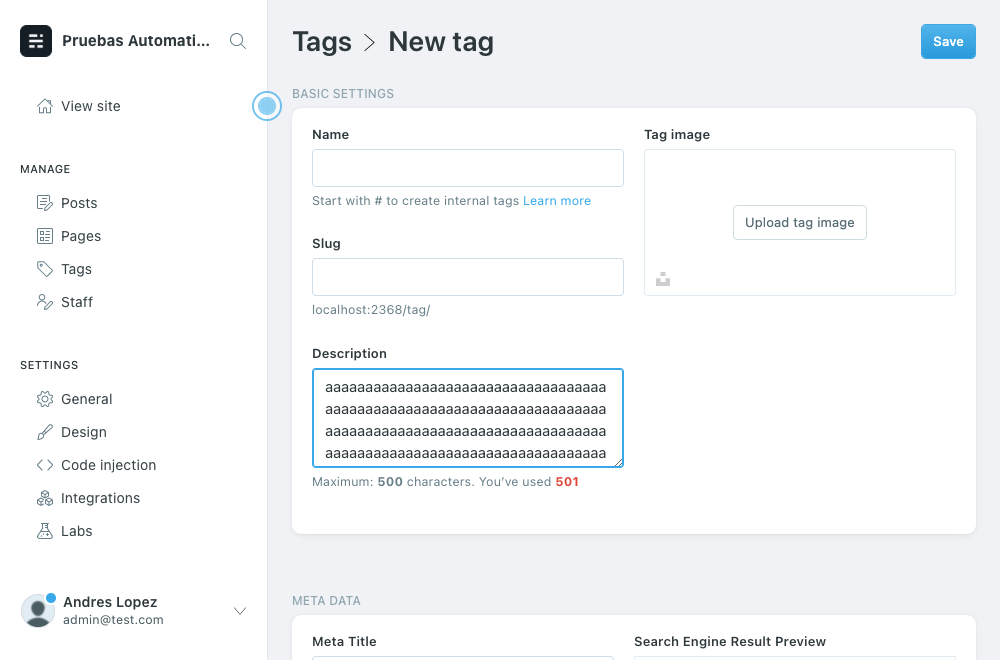 Pruebas Automati...
View site
MANAGE
Posts
Pages
Tags
Staff
SETTINGS
General
Design
Code injection
Integrations
Labs
Andres Lopez
admin@test.com
Tags > New tag
Save
BASIC SETTINGS
Name
Start with # to create internal tags Learn more
Slug
localhost:2368/tag/
Description
aaaaaaaaaaaaaaaaaaaaaaaaaaaaaaaaaaa
aaaaaaaaaaaaaaaaaaaaaaaaaaaaaaaaaaa
aaaaaaaaaaaaaaaaaaaaaaaaaaaaaaaaaaa
aaaaaaaaaaaaaaaaaaaaaaaaaaaaaaaaaaa
Maximum: 500 characters. You’ve used 501
Tag image
Upload tag image
META DATA
Meta Title
Search Engine Result Preview